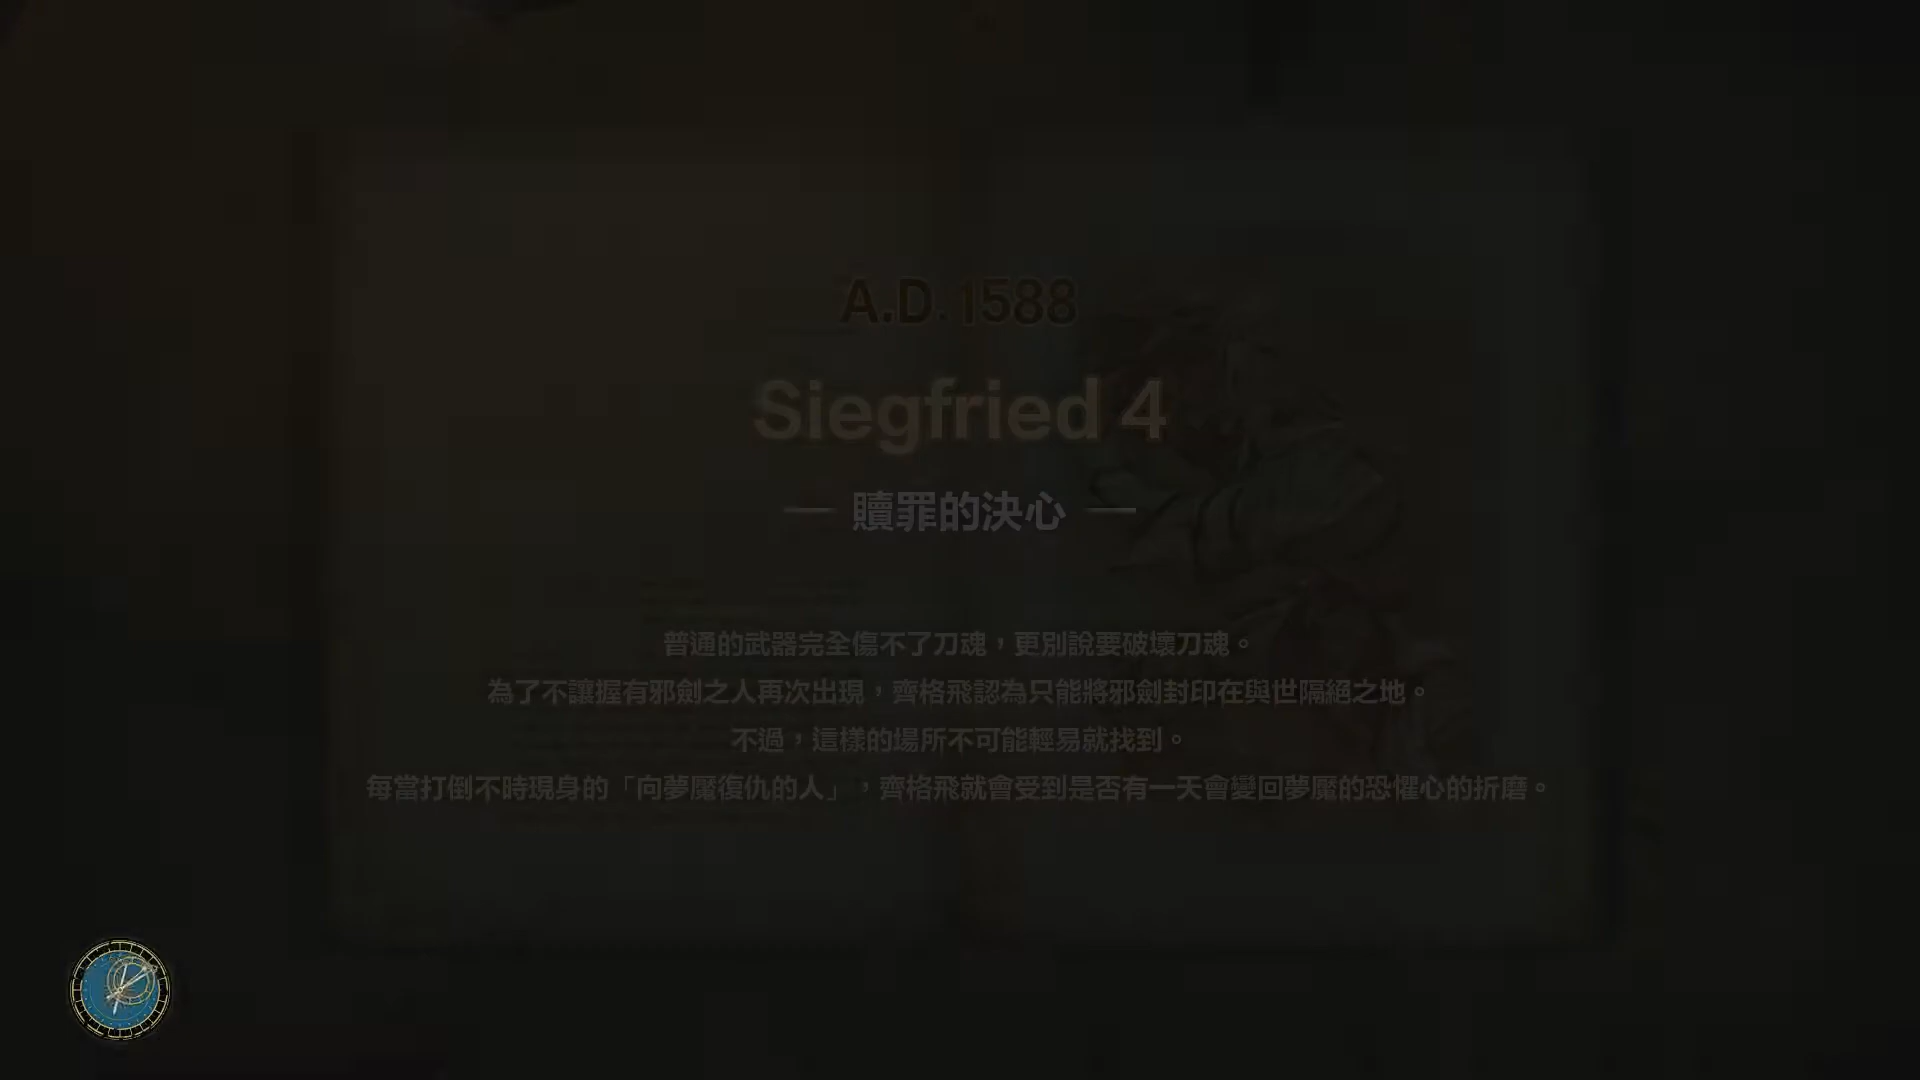 A.D. 1588
Siegfried 4
贖罪的決心
普通的武器完全傷不了刀魂，更別說要破壞刀魂。
為了不讓握有邪劍之人再次出現，齊格飛認為只能將邪劍封印在與世隔絕之地。
不過，這樣的場所不可能輕易就找到。
每當打倒不時現身的「向夢魘復仇的人」，齊格飛就會受到是否有一天會變回夢魘的恐懼心的折磨。